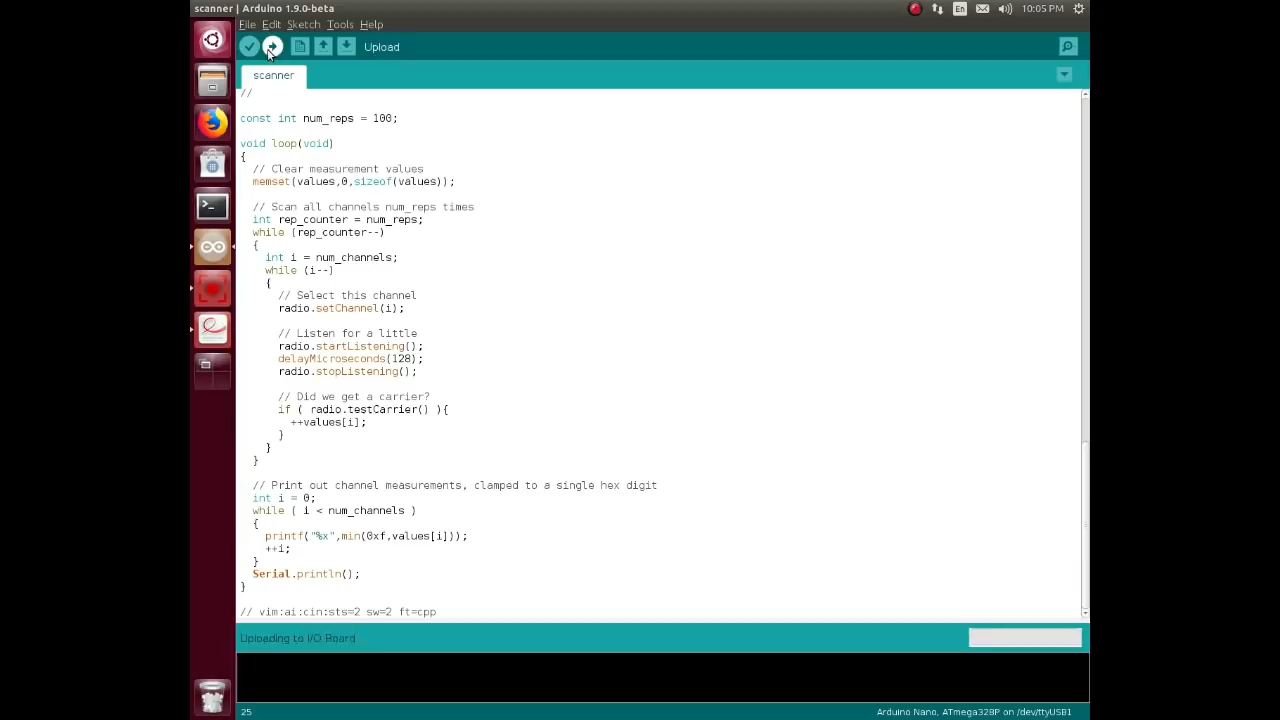 scanner | Arduino 1.9.0-beta
En
10:05 PM
File Edit Sketch Tools Help
Upload
scanner
//
const int num_reps = 100;
void loop(void)
{
// Clear measurement values
memset(values,0,sizeof(values));
// Scan all channels num_reps times
int rep_counter = num_reps;
while (rep_counter--)
{
int i = num_channels;
while (i--)
{
// Select this channel
radio.setChannel(i);
// Listen for a little
radio.startListening();
delayMicroseconds(128);
radio.stopListening();
// Did we get a carrier?
if ( radio.testCarrier() ){
++values[i];
}
}
}
// Print out channel measurements, clamped to a single hex digit
int i = 0;
while ( i < num_channels )
{
printf("%x",min(0xf,values[i]));
++i;
}
Serial.println();
}
// vim:ai:cin:sts=2 sw=2 ft=cpp
Uploading to I/O Board...
25
Arduino Nano, ATmega328P on /dev/ttyUSB1